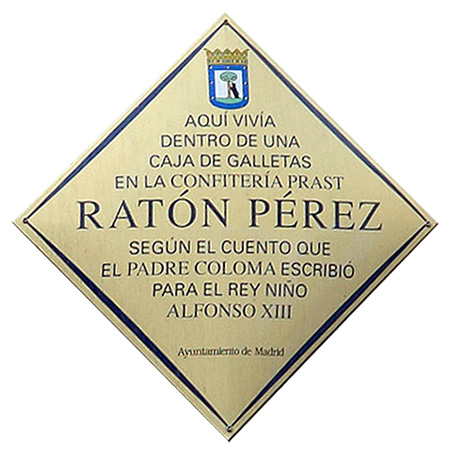 AQUÍ VIVÍA
DENTRO DE UNA
CAJA DE GALLETAS
EN LA CONFITERÍA PRAST
RATÓN PÉREZ
SEGÚN EL CUENTO QUE
EL PADRE COLOMA ESCRIBIÓ
PARA EL REY NIÑO
ALFONSO XIII
Ayuntamiento de Madrid